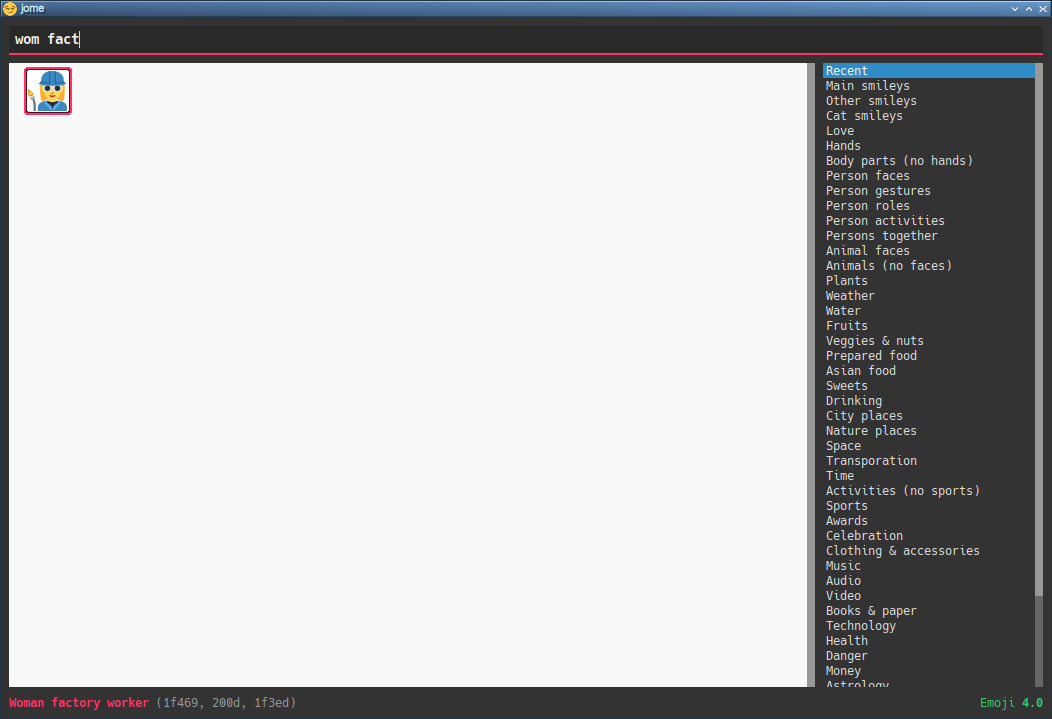 jome
wom fact
Recent
Main smileys
Other smileys
Cat smileys
Love
Hands
Body parts (no hands)
Person faces
Person gestures
Person roles
Person activities
Persons together
Animal faces
Animals (no faces)
Plants
Weather
Water
Fruits
Veggies & nuts
Prepared food
Asian food
Sweets
Drinking
City places
Nature places
Space
Transporation
Time
Activities (no sports)
Sports
Awards
Celebration
Clothing & accessories
Music
Audio
Video
Books & paper
Technology
Health
Danger
Money
Astrology
Woman factory worker (1f469, 200d, 1f3ed)
Emoji 4.0